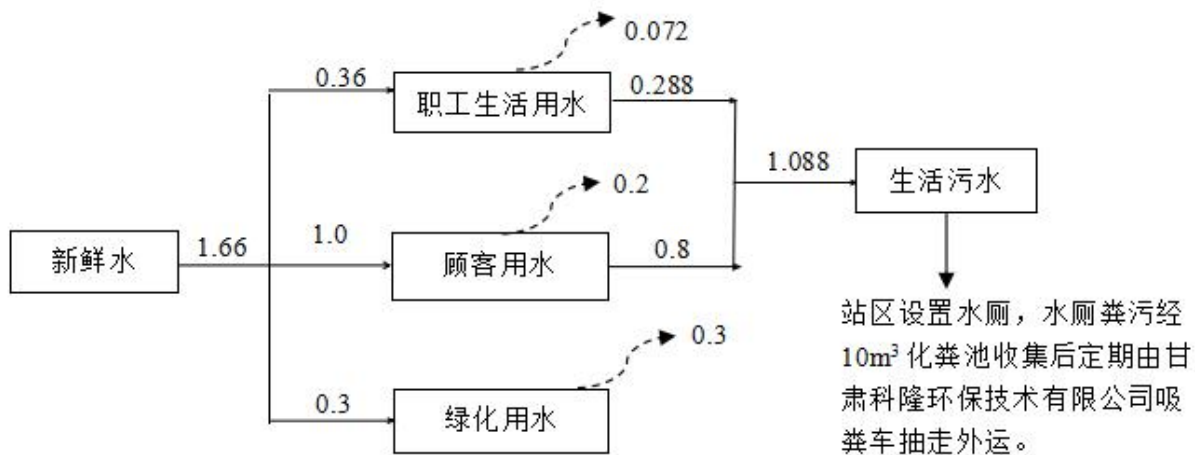 0.072
0.36
职工生活用水
0.288
1.088
生活污水
0.2
新鲜水
1.66
1.0
顾客用水
0.8
0.3
0.3
绿化用水
站区设置水厕，水厕粪污经
10m³化粪池收集后定期由甘
肃科隆环保技术有限公司吸
粪车抽走外运。